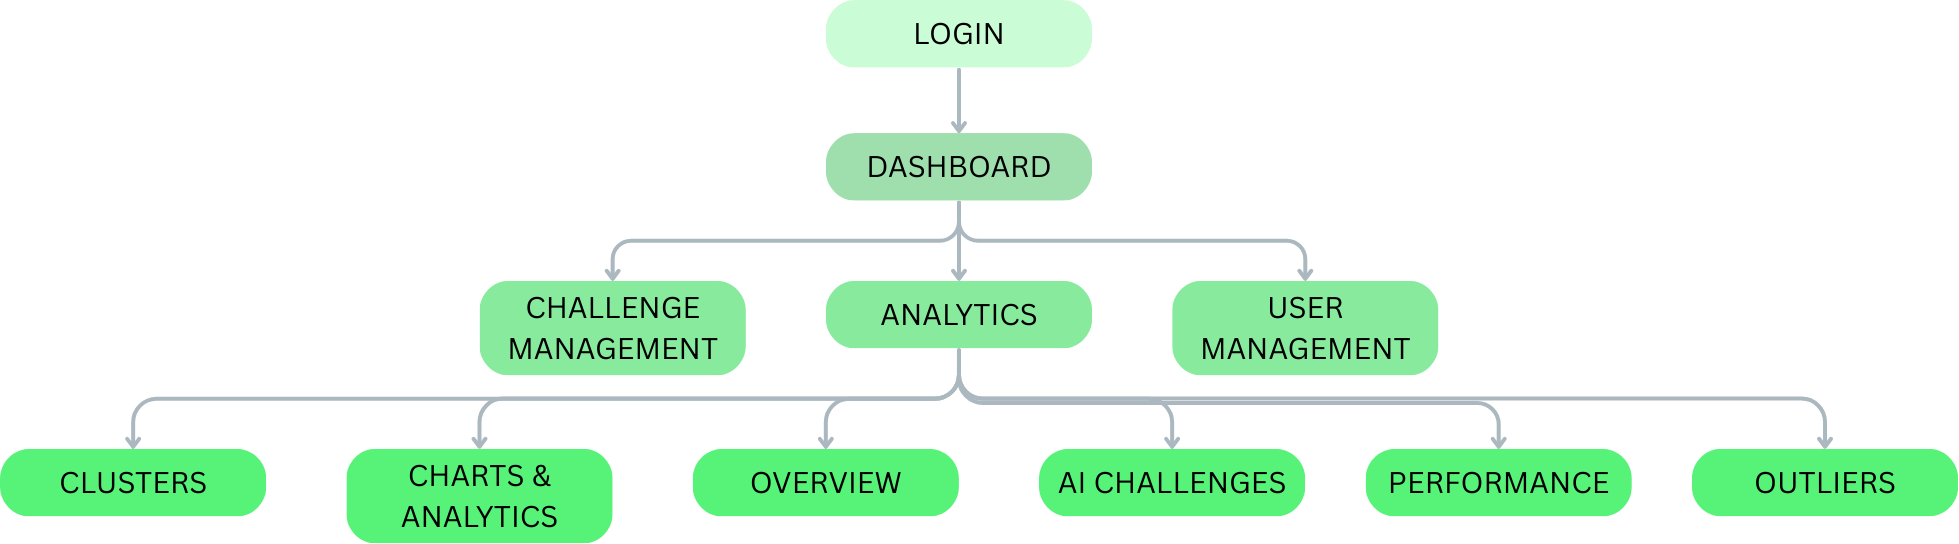 LOGIN
DASHBOARD
CHALLENGE
MANAGEMENT
ANALYTICS
USER
MANAGEMENT
CLUSTERS
CHARTS &
ANALYTICS
OVERVIEW
AI CHALLENGES
PERFORMANCE
OUTLIERS